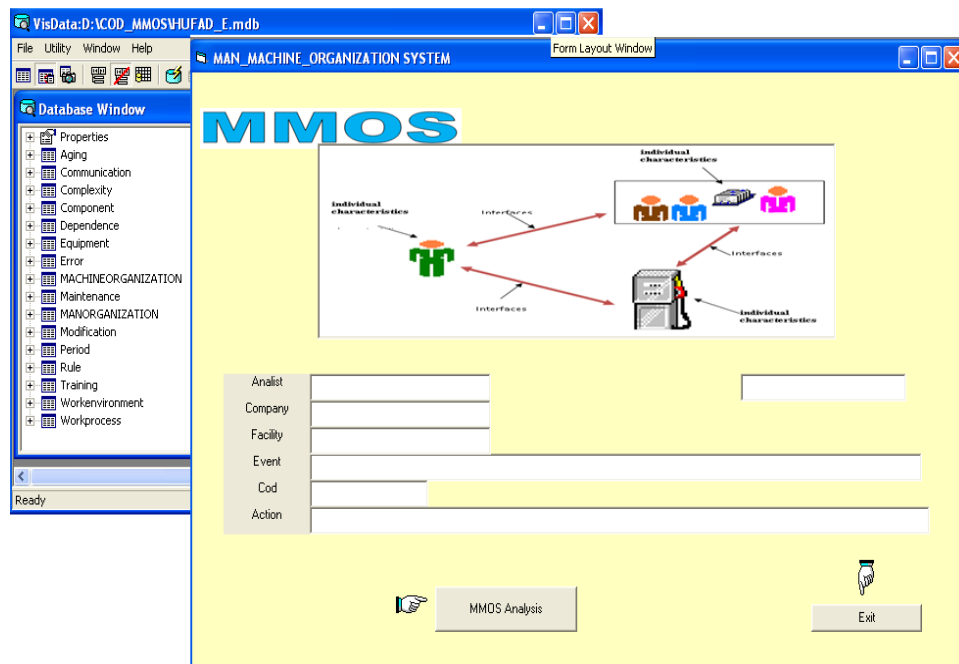 VisData:D:\COD_MMOS\HUFAD_E.mdb
File Utility Window Help
Form Layout Window
MAN_MACHINE_ORGANIZATION SYSTEM
Database Window
Properties
Aging
Communication
Complexity
Component
Dependence
Equipment
Error
MACHINEORGANIZATION
Maintenance
MANORGANIZATION
Modification
Period
Rule
Training
Workenvironment
Workprocess
Ready
MMOS
individual
characteristics
individual
characteristics
Interfaces
Interfaces
Interfaces
individual
characteristics
Analist
Company
Facility
Event
Cod
Action
MMOS Analysis
Exit